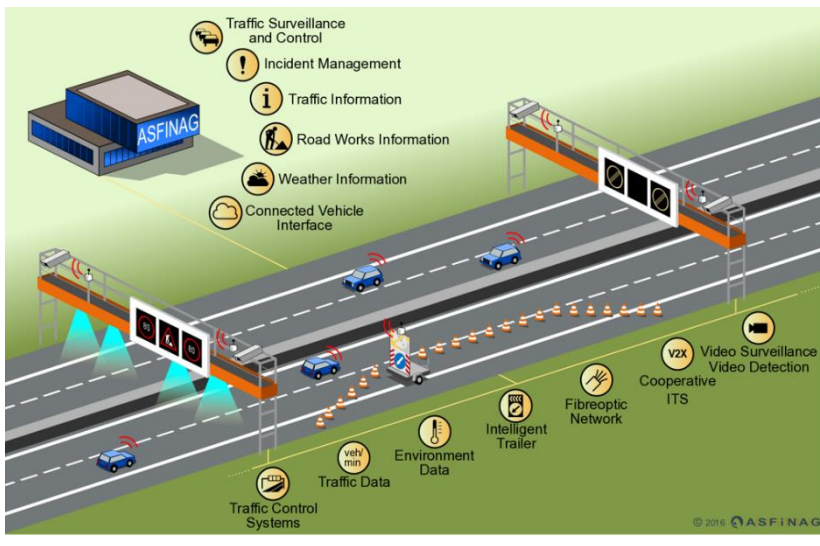 Traffic Surveillance
and Control
Incident Management
ASFINAG
i
Traffic Information
Road Works Information
Weather Information
Connected Vehicle
Interface
80
80
V2X
Video Surveillance
Video Detection
Cooperative
ITS
Fibreoptic
Network
Intelligent
Trailer
Environment
Data
veh/
min
Traffic Data
Traffic Control
Systems
© 2016 ASFiNAG